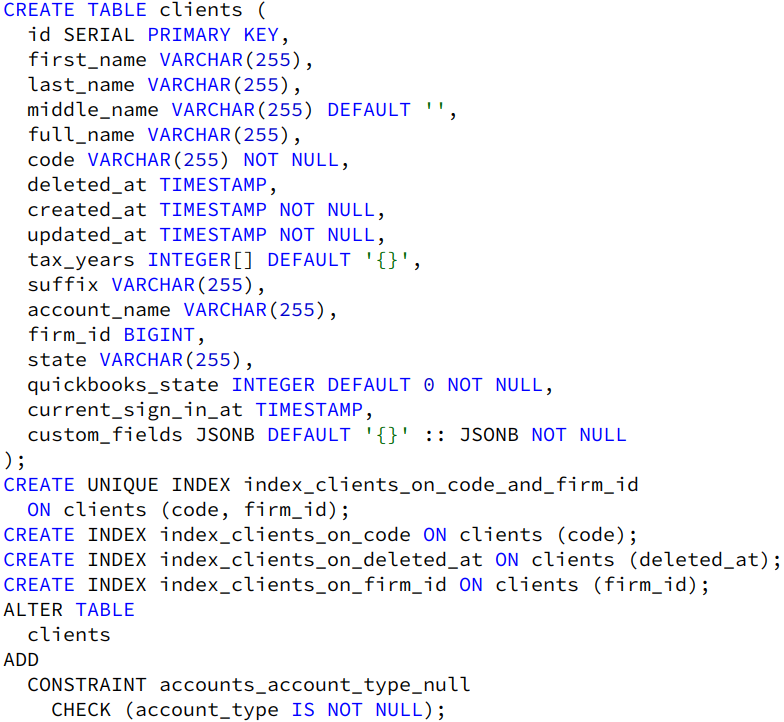 CREATE TABLE clients (
  id SERIAL PRIMARY KEY,
  first_name VARCHAR(255),
  last_name VARCHAR(255),
  middle_name VARCHAR(255) DEFAULT '',
  full_name VARCHAR(255),
  code VARCHAR(255) NOT NULL,
  deleted_at TIMESTAMP,
  created_at TIMESTAMP NOT NULL,
  updated_at TIMESTAMP NOT NULL,
  tax_years INTEGER[] DEFAULT '{}',
  suffix VARCHAR(255),
  account_name VARCHAR(255),
  firm_id BIGINT,
  state VARCHAR(255),
  quickbooks_state INTEGER DEFAULT 0 NOT NULL,
  current_sign_in_at TIMESTAMP,
  custom_fields JSONB DEFAULT '{}' :: JSONB NOT NULL
);
CREATE UNIQUE INDEX index_clients_on_code_and_firm_id
  ON clients (code, firm_id);
CREATE INDEX index_clients_on_code ON clients (code);
CREATE INDEX index_clients_on_deleted_at ON clients (deleted_at);
CREATE INDEX index_clients_on_firm_id ON clients (firm_id);
ALTER TABLE
  clients
ADD
  CONSTRAINT accounts_account_type_null
    CHECK (account_type IS NOT NULL);